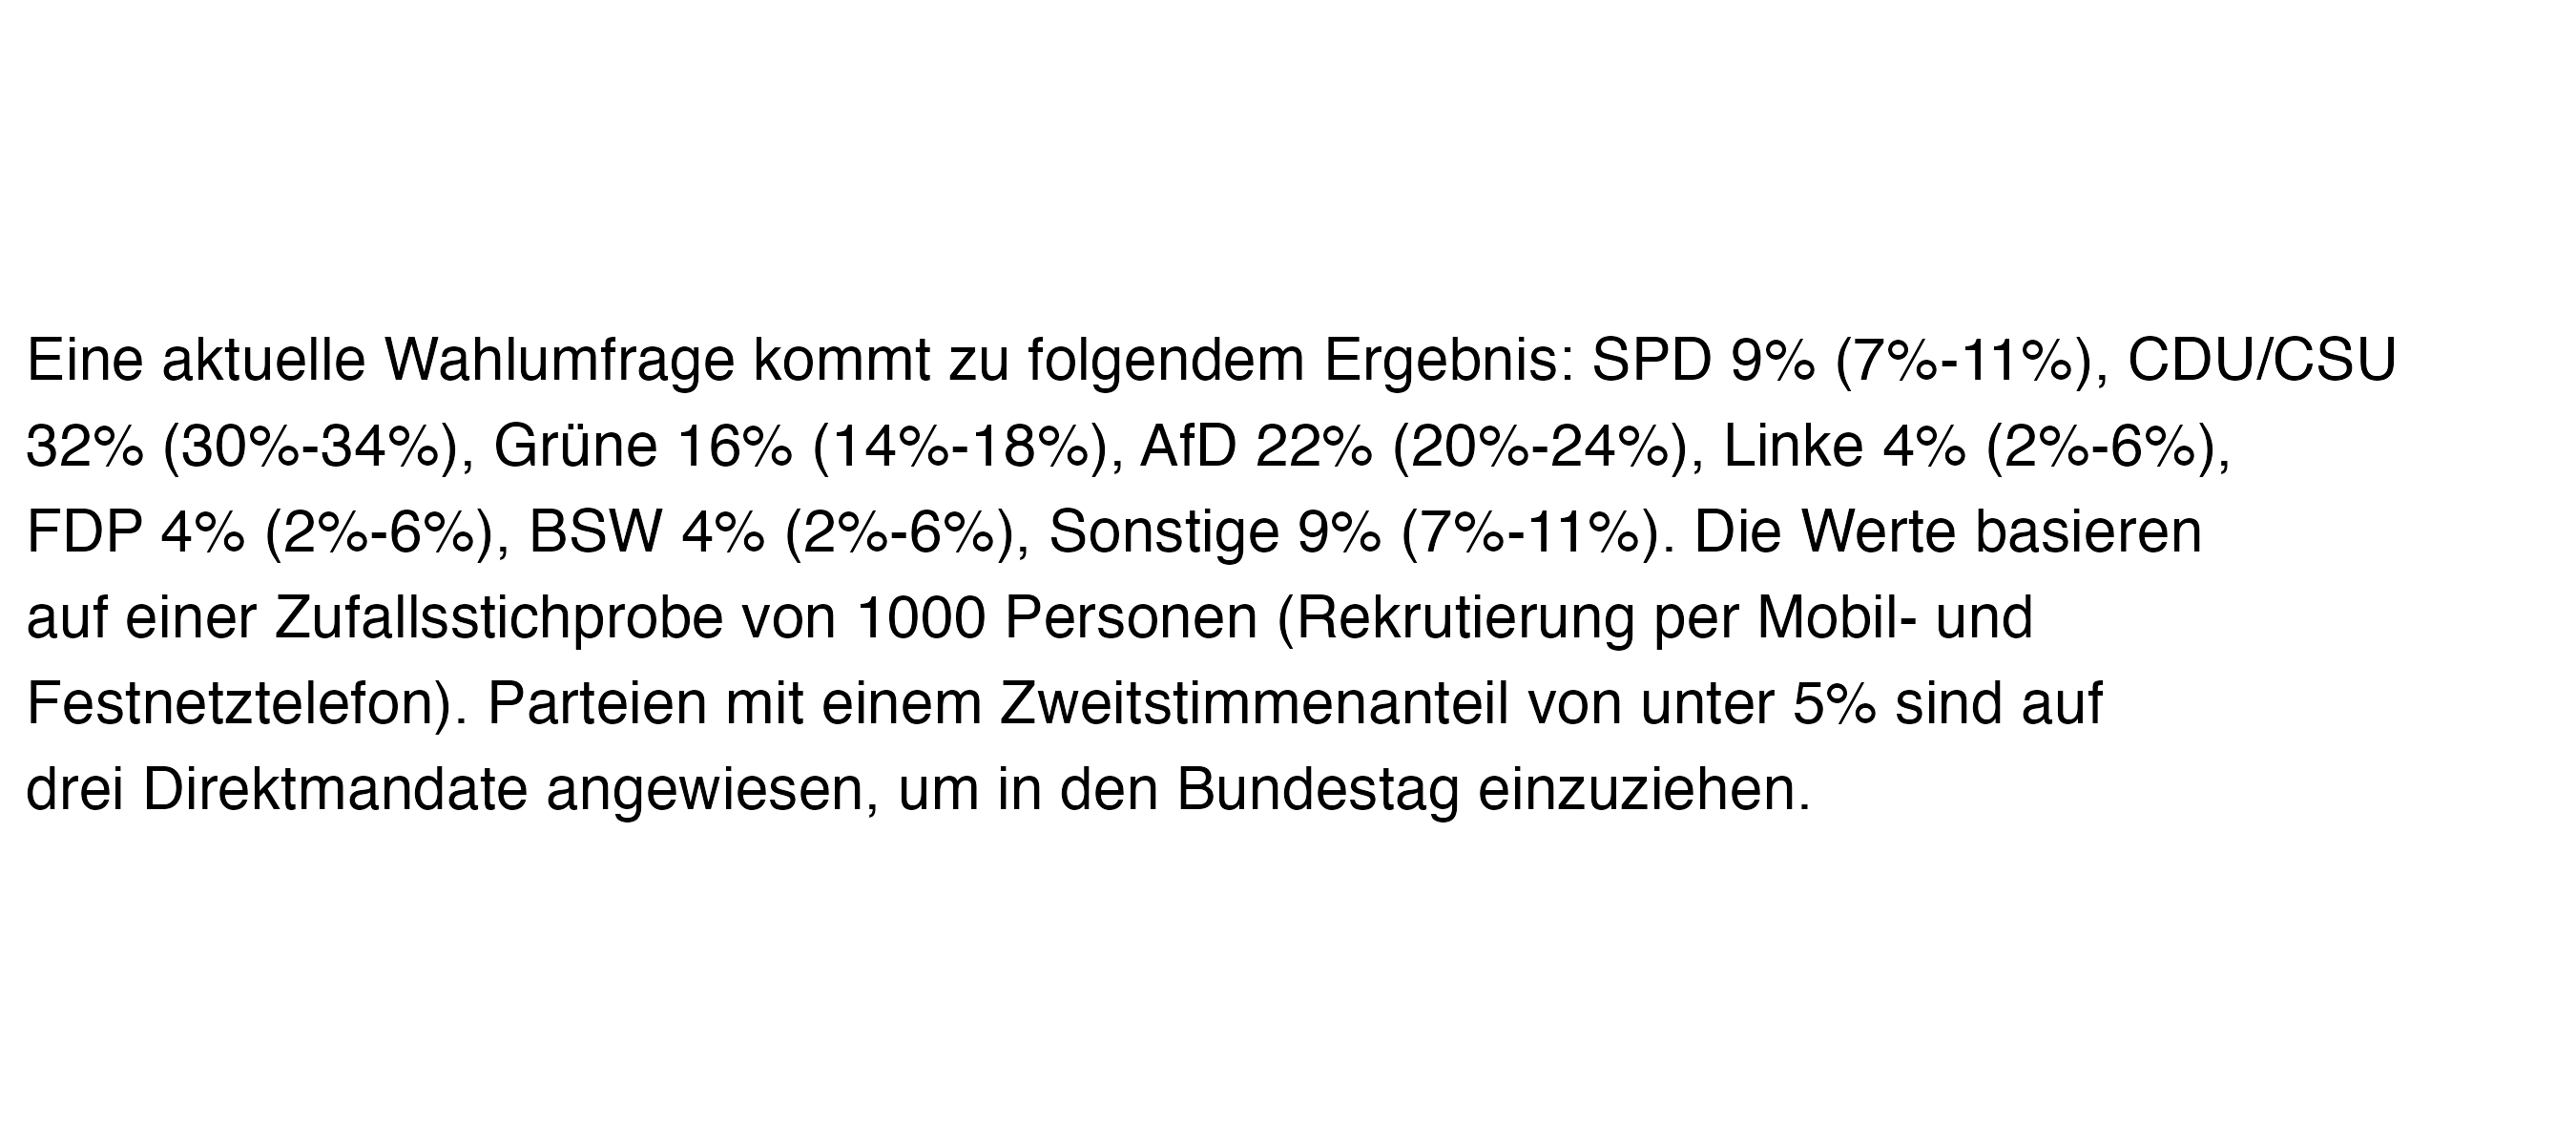 Eine aktuelle Wahlumfrage kommt zu folgendem Ergebnis: SPD 9% (7%-11%), CDU/CSU
32% (30%-34%), Grüne 16% (14%-18%), AfD 22% (20%-24%), Linke 4% (2%-6%),
FDP 4% (2%-6%), BSW 4% (2%-6%), Sonstige 9% (7%-11%). Die Werte basieren
auf einer Zufallsstichprobe von 1000 Personen (Rekrutierung per Mobil- und
Festnetztelefon). Parteien mit einem Zweitstimmenanteil von unter 5% sind auf
drei Direktmandate angewiesen, um in den Bundestag einzuziehen.